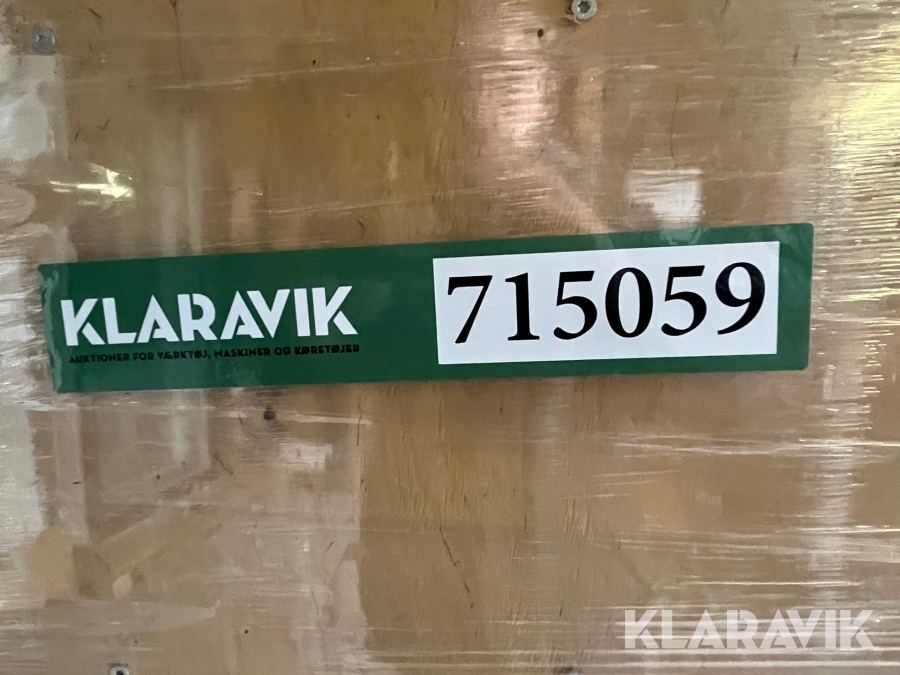 KLARAVIK
AUKTIONER FOR VÆRKTØJ, MASKINER OG KØRETØJER
715059
KLARAVIK